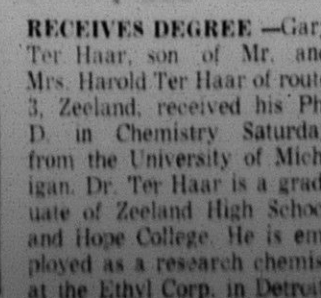 RECEIVES DEGREE —Gar
Ter Haar, son of Mr. an
Mrs. Harold Ter Haar of rout
3, Zeeland, received his Ph
D. in Chemistry Saturda
from the University of Mich
igan. Dr. Ter Haar is a grad
uate of Zeeland High Schoo
and Hope College. He is em
ployed as a research chemis
at the Ethyl Corp. in Detroit